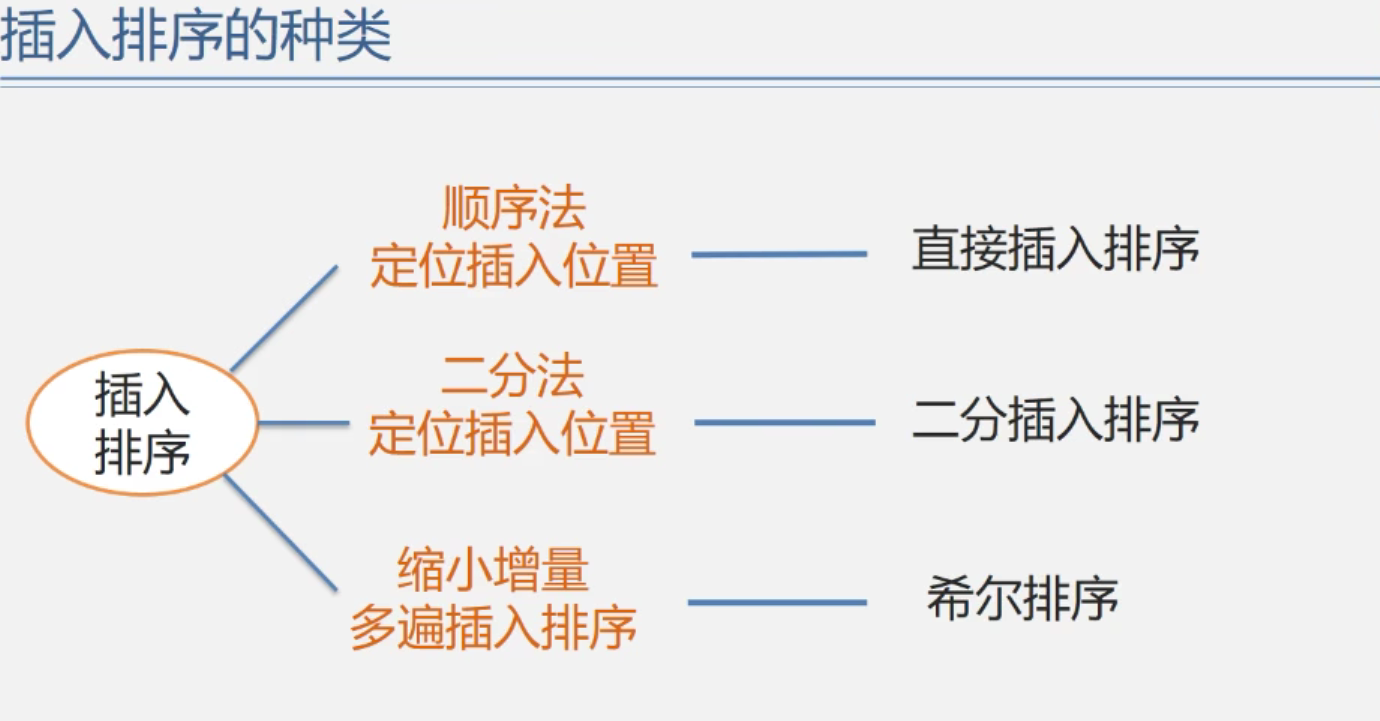 插入排序的种类
顺序法
定位插入位置
直接插入排序
插入
排序
二分法
定位插入位置
二分插入排序
缩小增量
多遍插入排序
希尔排序